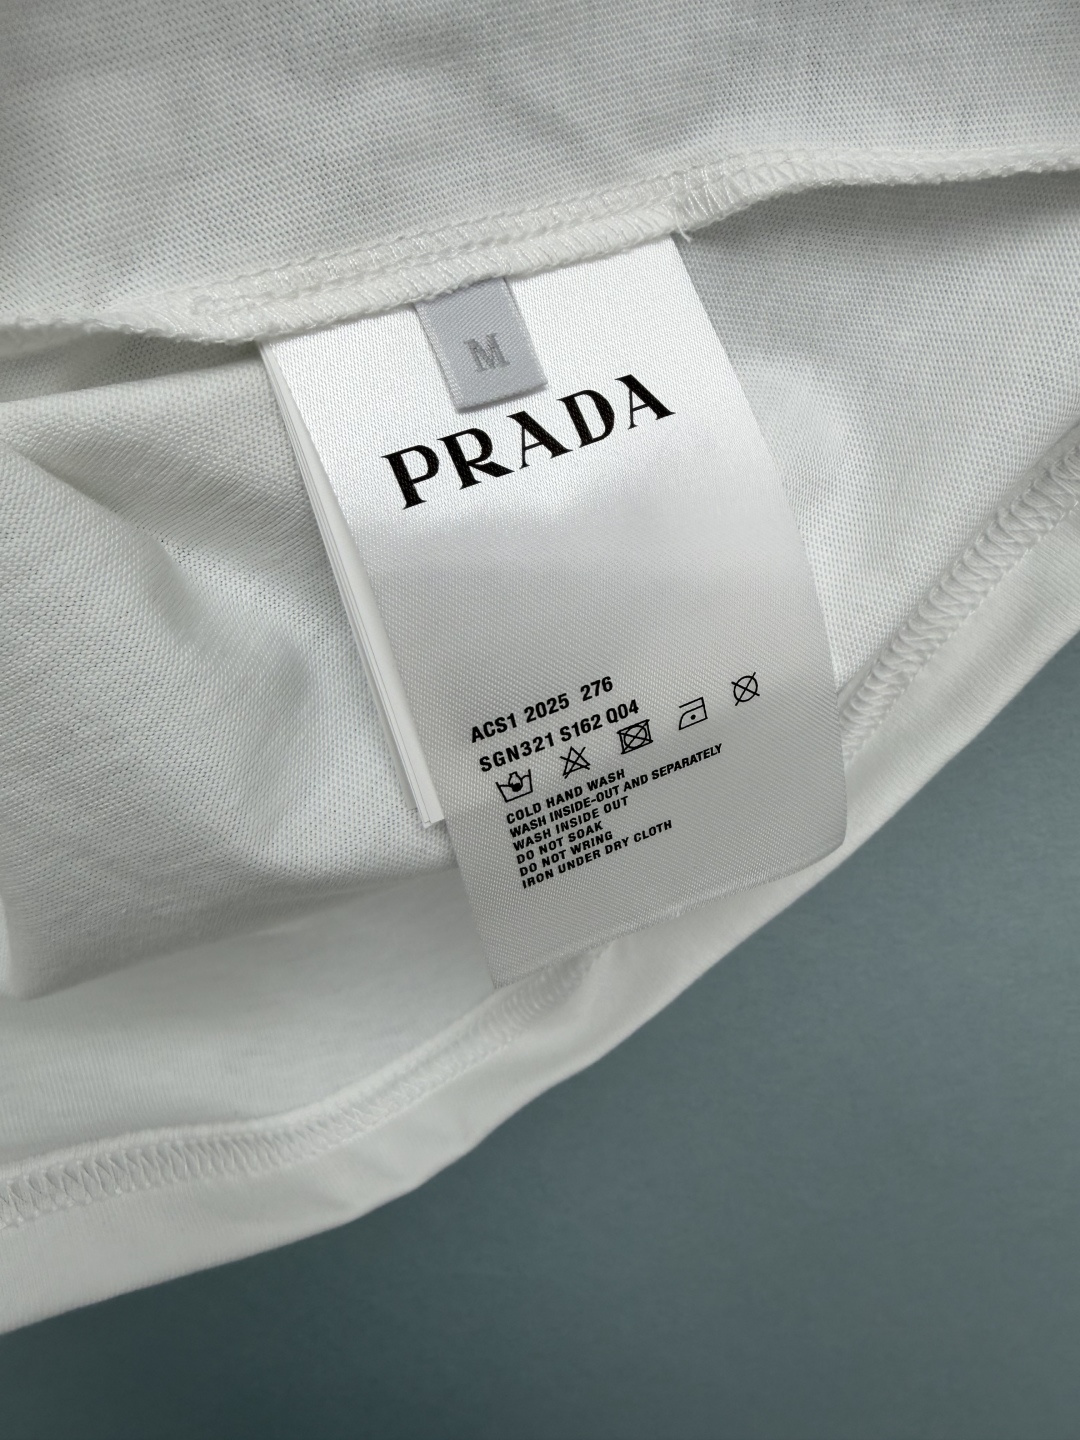 M
PRADA
ACS1 2025 276
SGN321 S162 Q04
COLD HAND WASH
WASH INSIDE-OUT AND SEPARATELY
WASH INSIDE OUT
DO NOT SOAK
DO NOT WRING
IRON UNDER DRY CLOTH